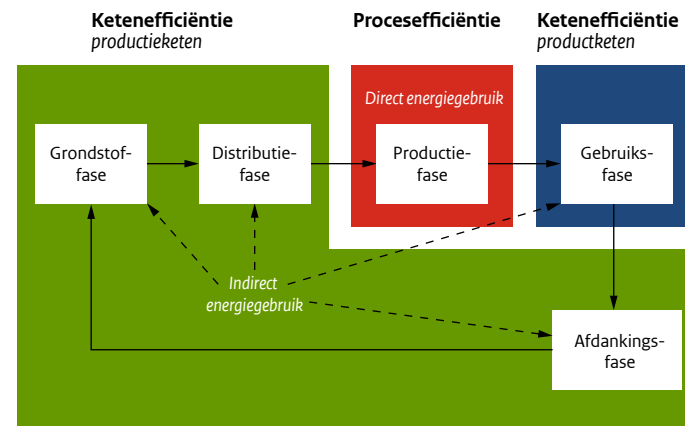 Ketenefficiëntie
productieketen
Procesefficiëntie
Ketenefficiëntie
productketen
Direct energiegebruik
Grondstof-
fase
Distributie-
fase
Productie-
fase
Gebruiks-
fase
Indirect
energiegebruik
Afdankings-
fase